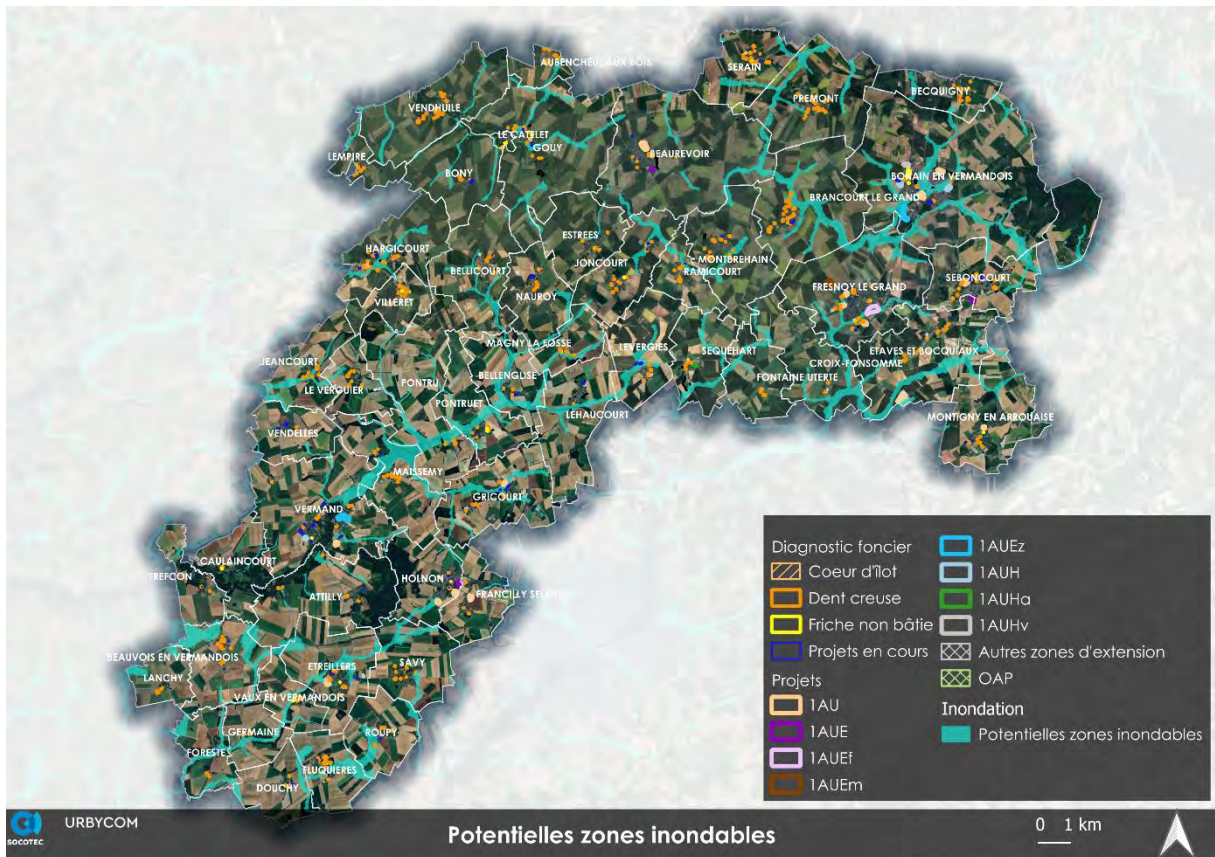 AUBENCHEUL AUX BOIS
SERAIN
PREMONT
BECQUIGNY
VENDHUILE
LE CATELET
GOUY
BEAUREVOIR
LEMPIRE
BONY
BOHAIN EN VERMANDOIS
BRANCOURT LE GRAND
HARGICOURT
ESTREES
BELLICOURT
JONCOURT
MONTBREHAIN
RAMICOURT
SEBONCOURT
VILLERET
NAUROY
FRESNOY LE GRAND
MAGNY LA FOSSE
LEVERGIES
SEQUEHART
ETAVES ET BOCQUIAUX
JEANCOURT
LE VERGUIER
PONTRU
BELLENGLISE
CROIX-FONSOMME
FONTAINE UTERTE
PONTRUET
LEHAUCOURT
MONTIGNY EN ARROUAISE
VENDELLES
MAISSEMY
GRICOURT
VERMAND
CAULAINCOURT
TREFCON
HOLNON
ATTILLY
FRANCILLY
BEAUVOIS EN VERMANDOIS
LANCHY
ETREILLERS
SAVY
VAUX EN VERMANDOIS
GERMAINE
ROUPY
FORESTE
FLUQUIERES
DOUCHY
Diagnostic foncier
Coeur d'îlot
Dent creuse
Friche non bâtie
Projets en cours
Projets
1AU
1AUE
1AUEf
1AUEm
1AUEz
1AUH
1AUHa
1AUHv
Autres zones d'extension
OAP
Inondation
Potentielles zones inondables
SOCOTEC
URBYCOM
Potentielles zones inondables
0 1 km